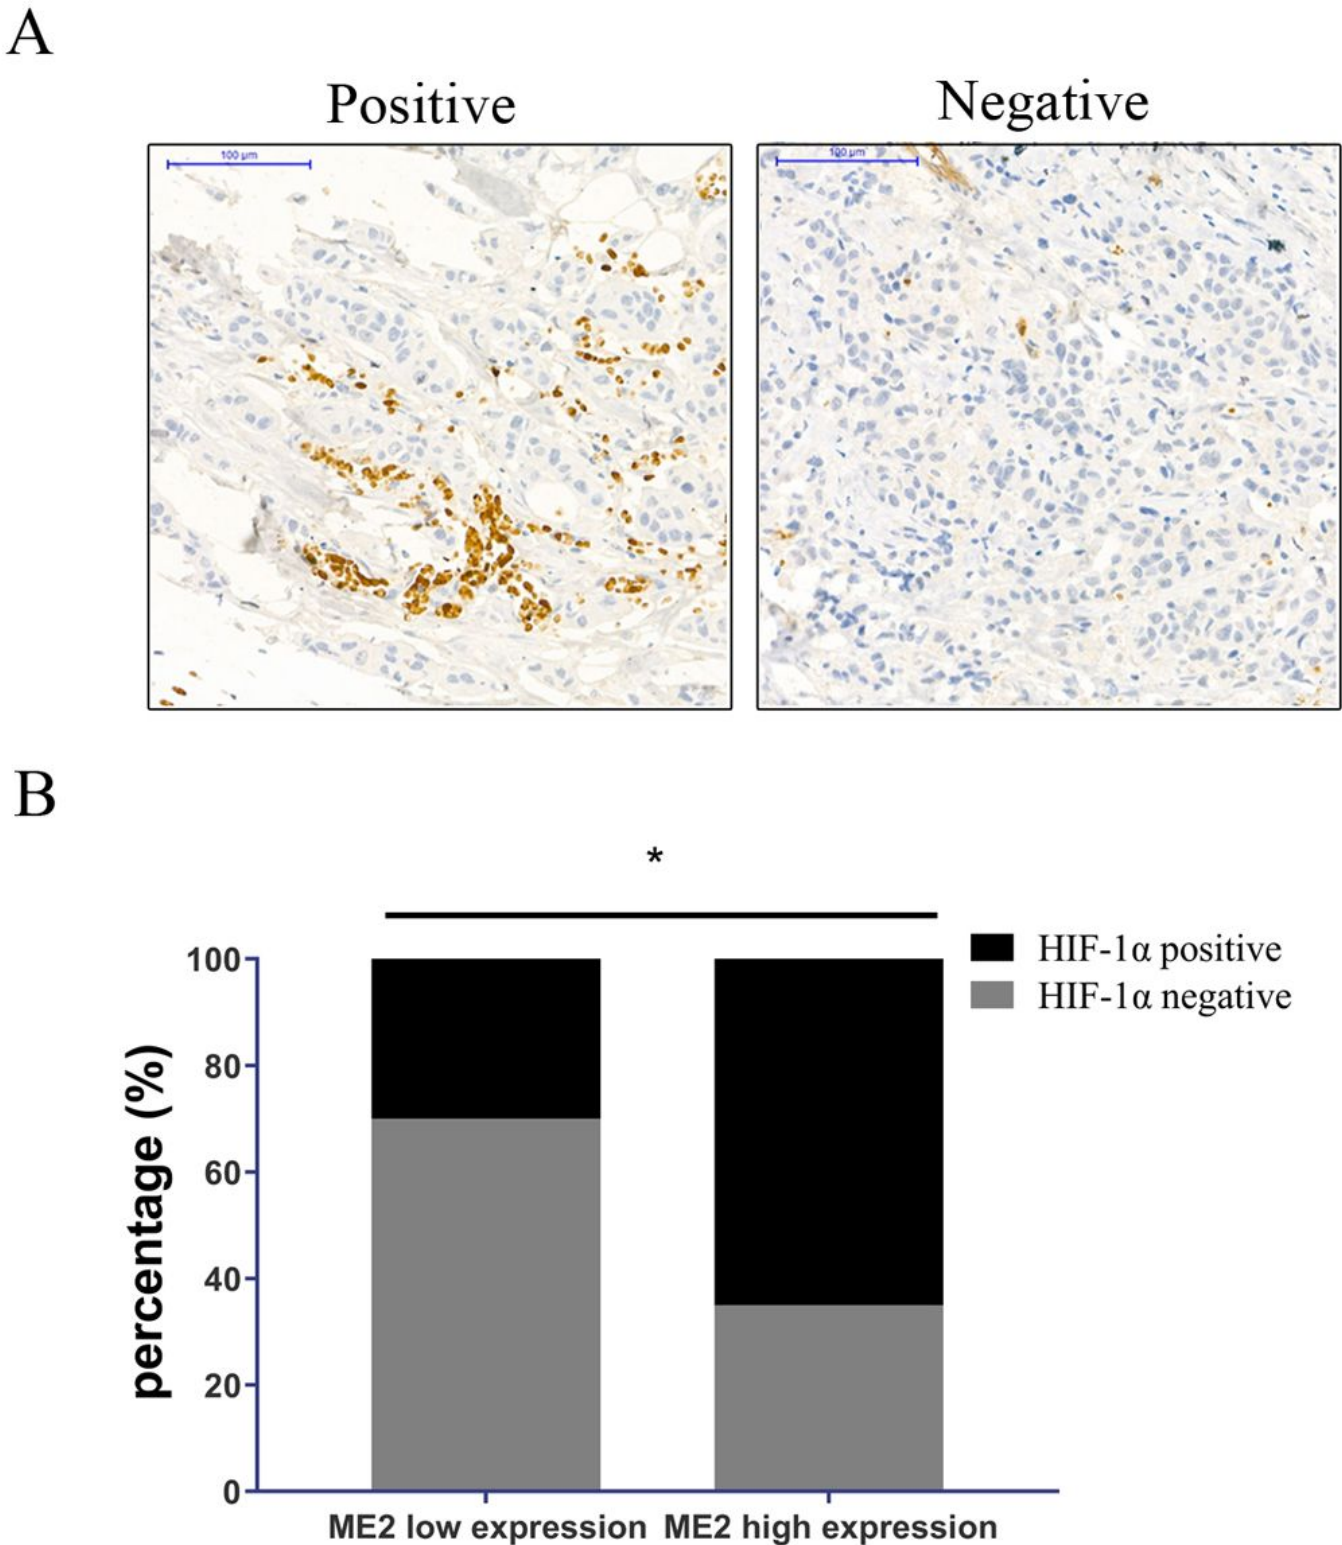 A
Positive
Negative
100 µm
100 µm
B
*
HIF-1α positive
HIF-1α negative
percentage (%)
100
80
60
40
20
0
ME2 low expression
ME2 high expression